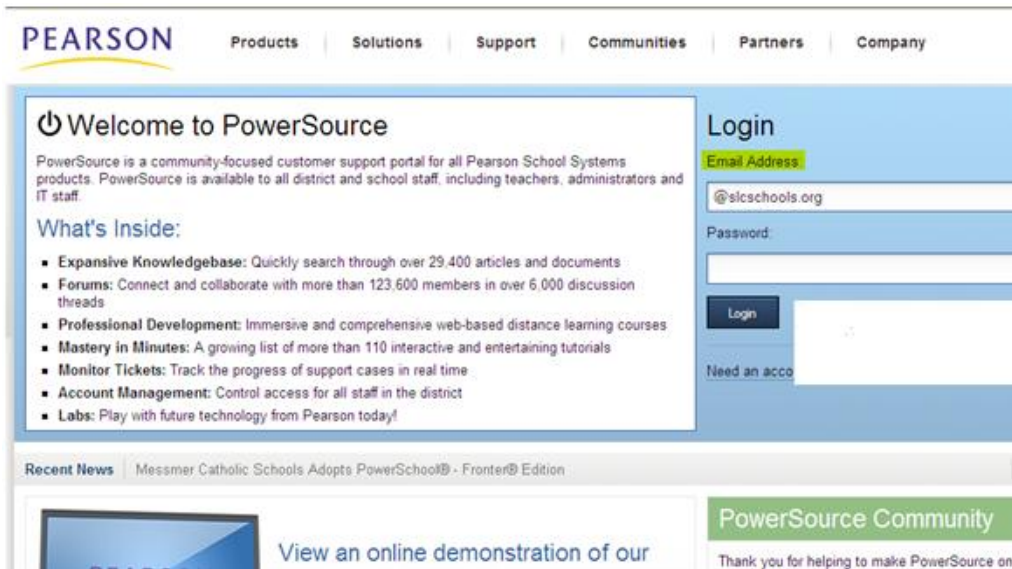 PEARSON
Products
Solutions
Support
Communities
Partners
Company
Welcome to PowerSource
PowerSource is a community-focused customer support portal for all Pearson School Systems
products. PowerSource is available to all district and school staff, including teachers, administrators and
IT staff.
What's Inside:
Expansive Knowledgebase: Quickly search through over 29,400 articles and documents
Forums: Connect and collaborate with more than 123,600 members in over 6,000 discussion
threads
Professional Development: Immersive and comprehensive web-based distance learning courses
Mastery in Minutes: A growing list of more than 110 interactive and entertaining tutorials
Monitor Tickets: Track the progress of support cases in real time
Account Management: Control access for all staff in the district
Labs: Play with future technology from Pearson today!
Login
Email Address:
@slcschools.org
Password:
Login
Need an acco
Recent News
Messmer Catholic Schools Adopts PowerSchool® - Fronter® Edition
View an online demonstration of our
PowerSource Community
Thank you for helping to make PowerSource on